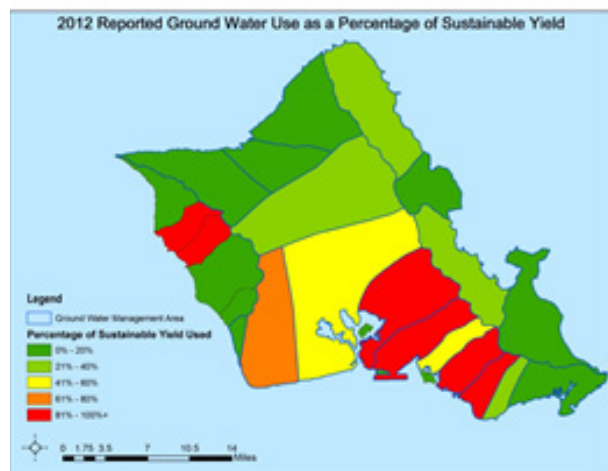 2012 Reported Ground Water Use as a Percentage of Sustainable Yield
Legend
Ground Water Management Area
Percentage of Sustainable Yield Used
0% - 20%
21% - 40%
41% - 60%
61% - 80%
81% - 100%+
0 1.75 3.5 7 10.5 14
Miles